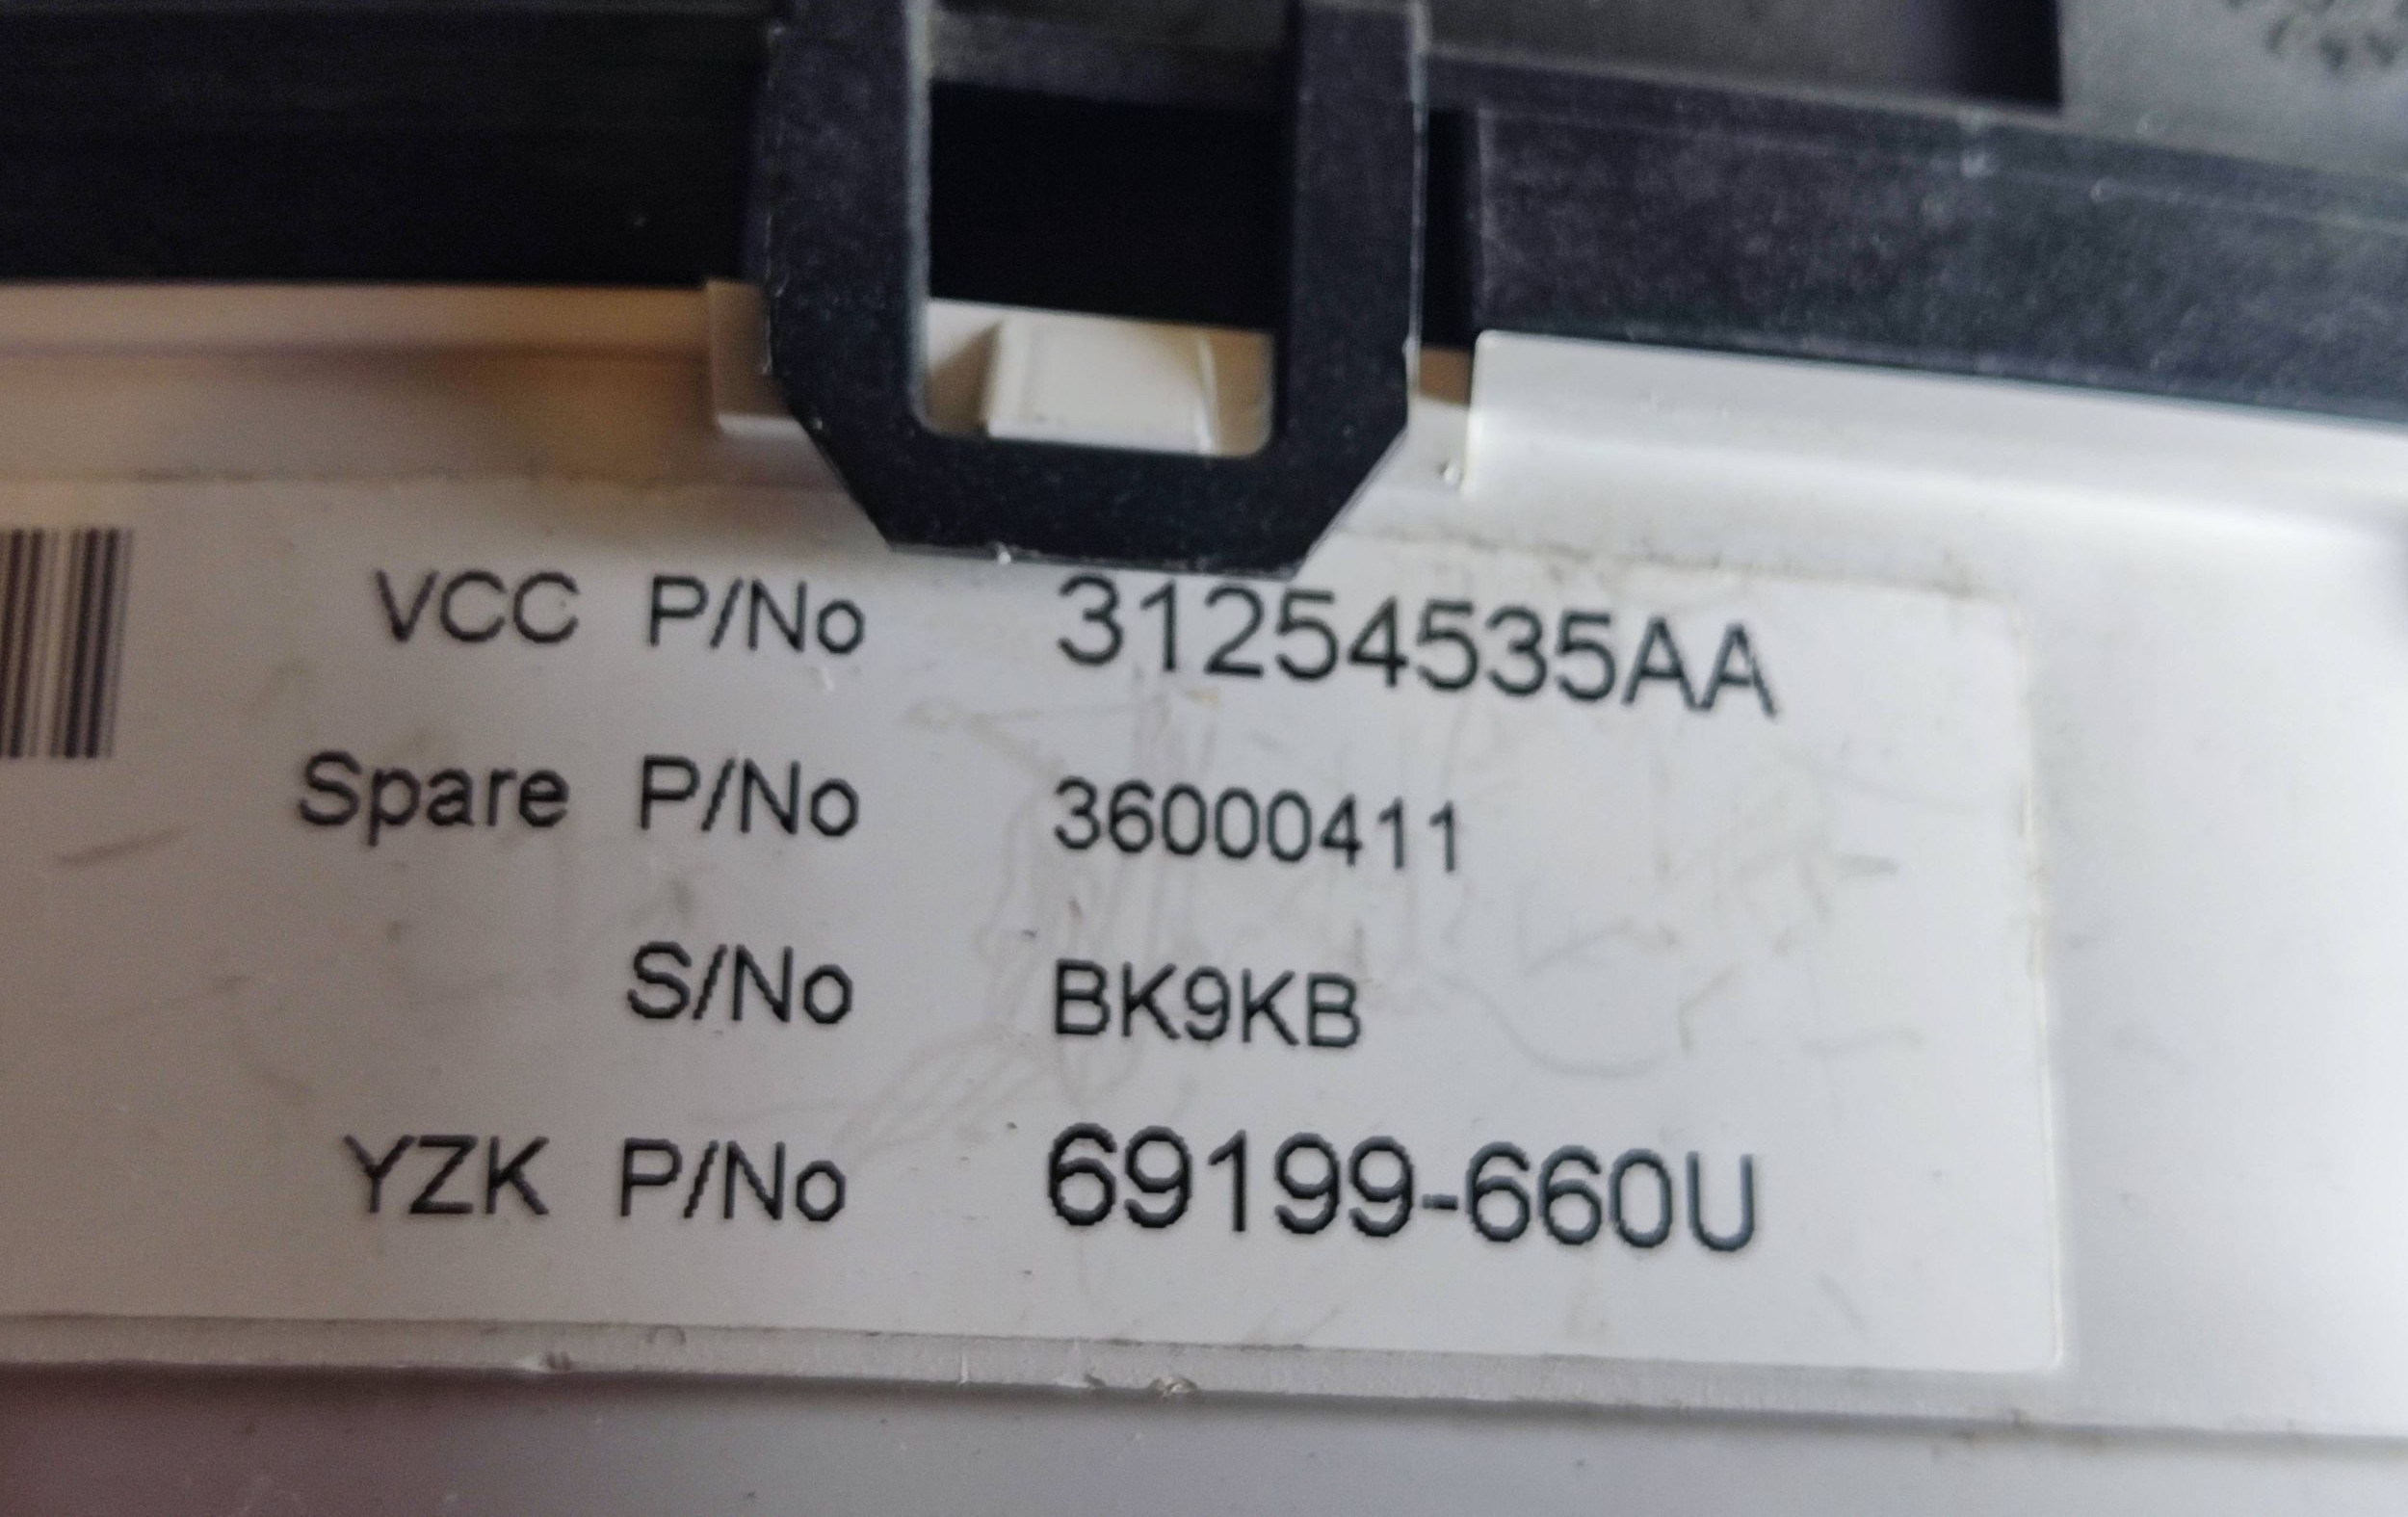 VCC P/No 31254535AA
Spare P/No 36000411
S/No BK9KB
YZK P/No 69199-660U